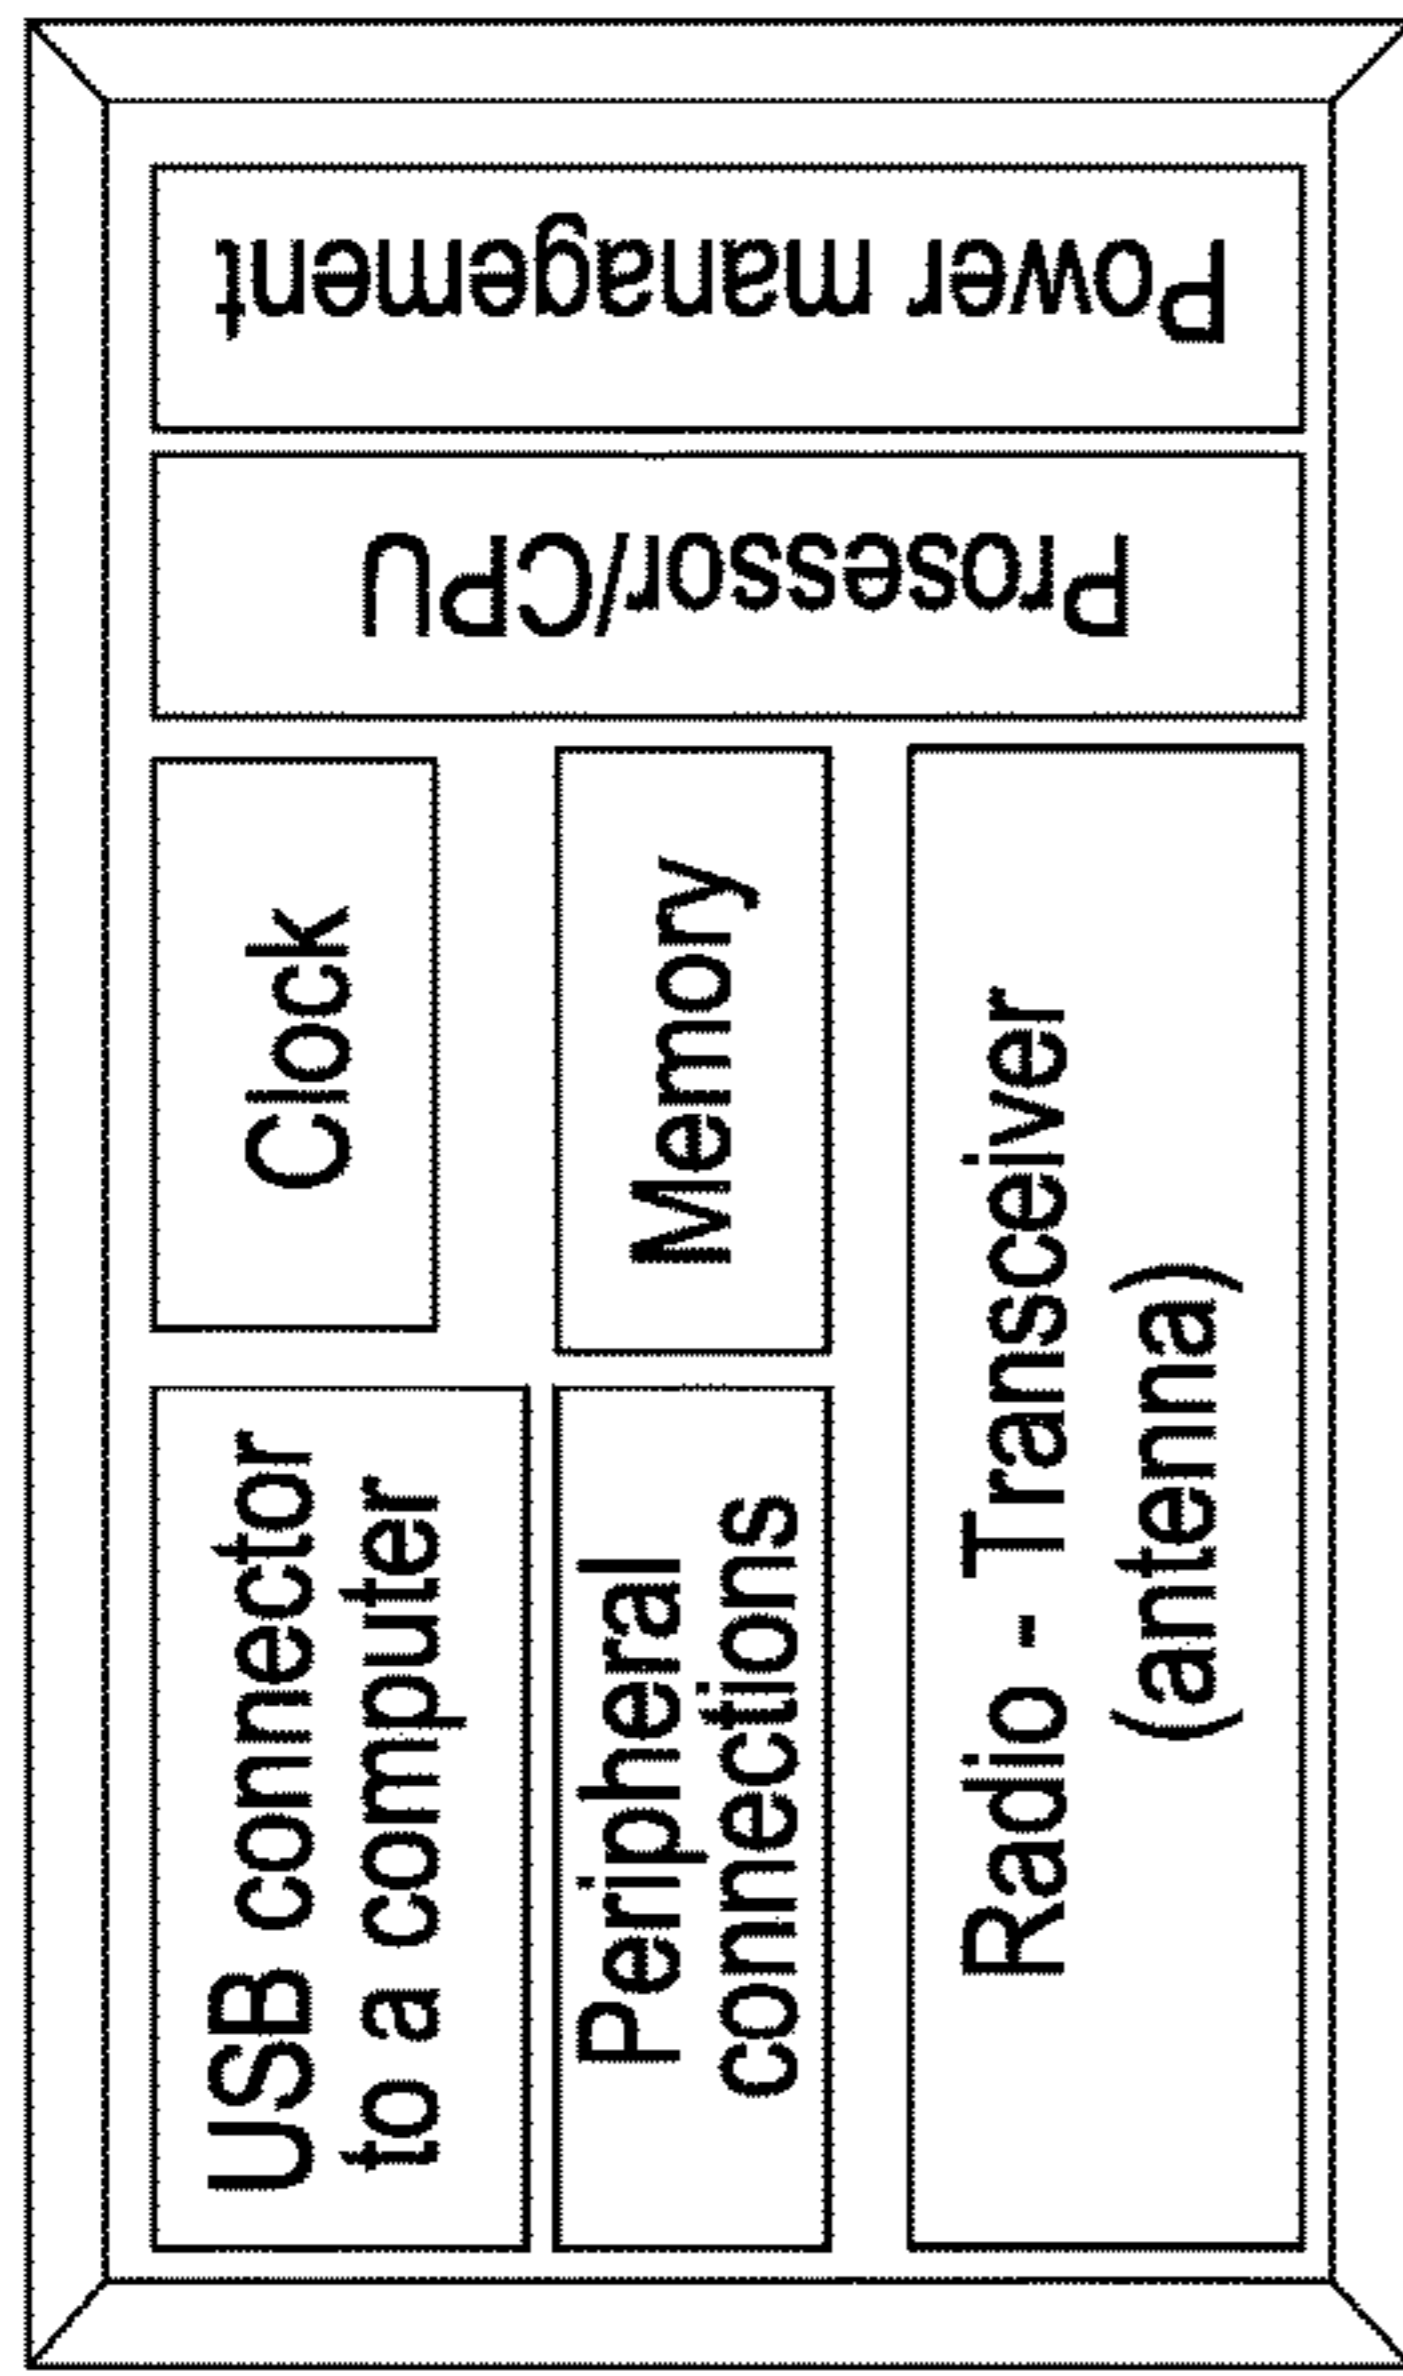 USB connector
to a computer
Clock
Peripheral
connections
Memory
Radio - Transceiver
(antenna)
Prosessor/CPU
Power management